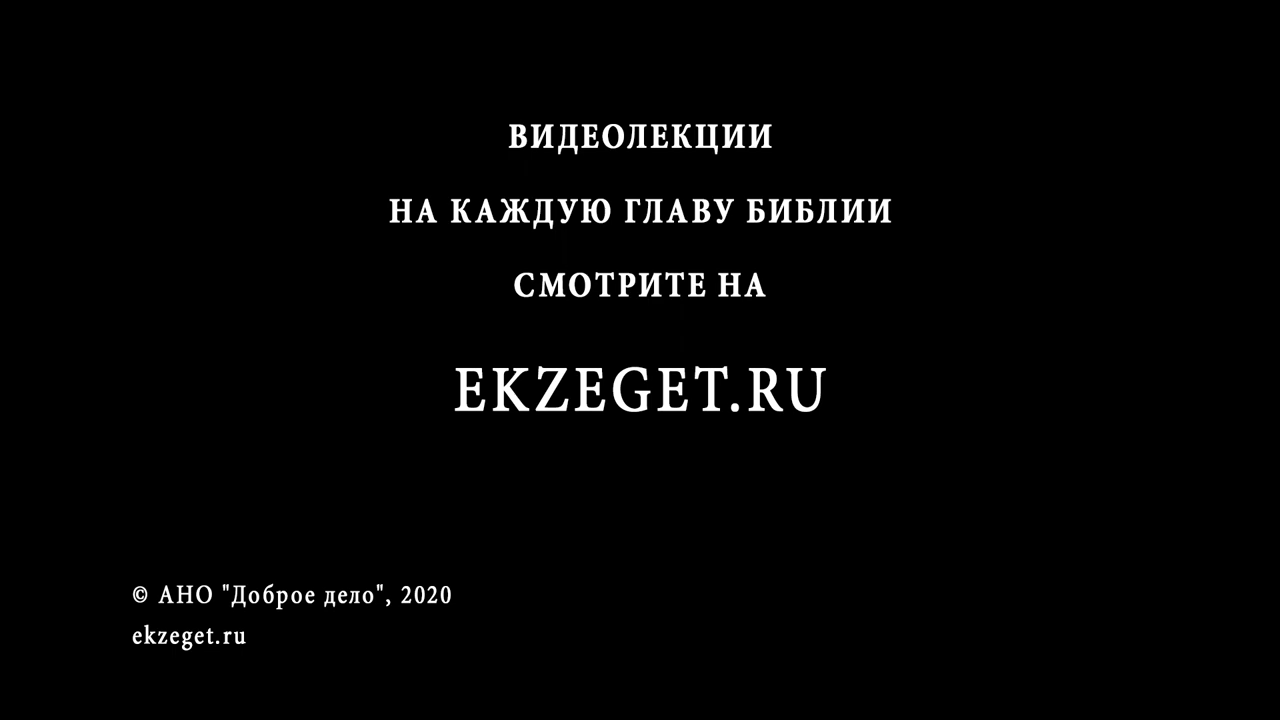 ВИДЕОЛЕКЦИИ
НА КАЖДУЮ ГЛАВУ БИБЛИИ
СМОТРИТЕ НА
EKZEGET.RU
© АНО "Доброе дело", 2020
ekzeget.ru